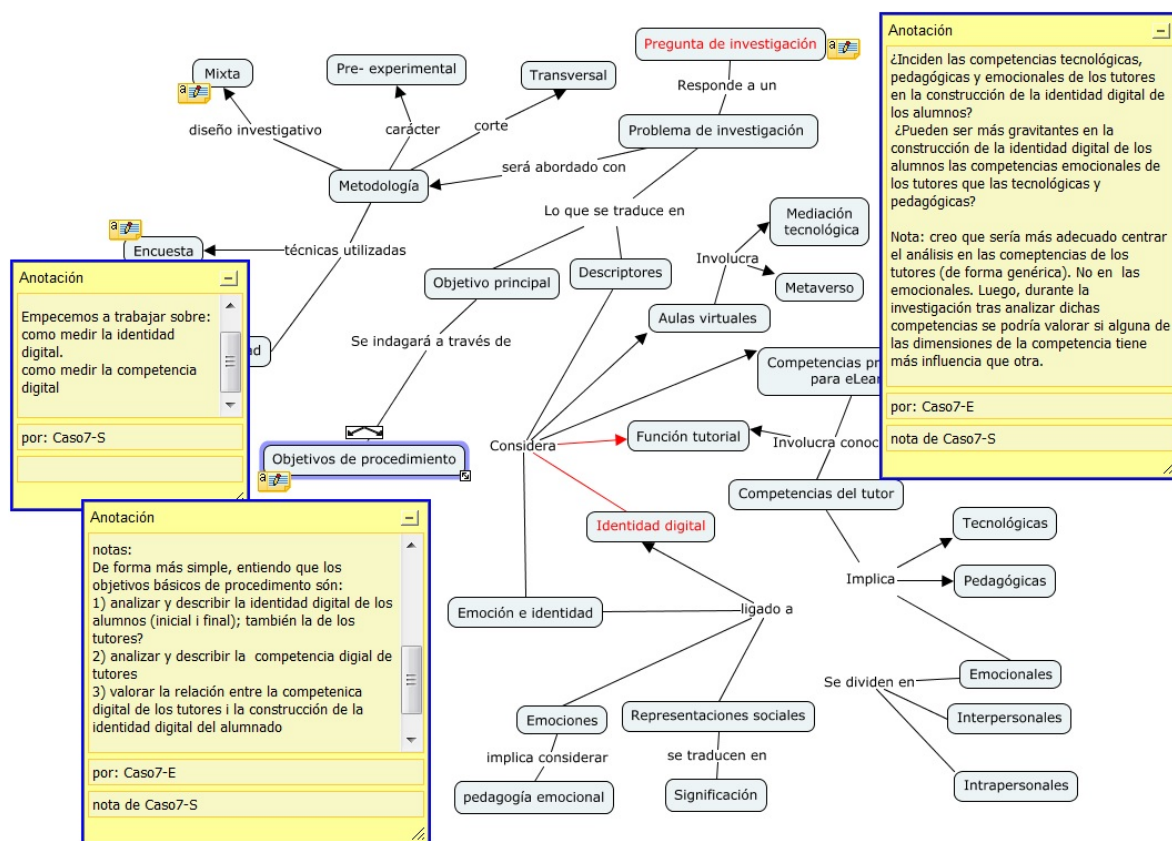 Pregunta de investigación
Responde a un
Problema de investigación
será abordado con
Mixta
Pre- experimental
Transversal
diseño investigativo
carácter
corte
Metodología
técnicas utilizadas
Encuesta
Lo que se traduce en
Objetivo principal
Descriptores
Se indagará a través de
Objetivos de procedimiento
Mediación
tecnológica
Involucra
Metaverso
Aulas virtuales
Competencias pr
para eLear
Considera
Función tutorial
Involucra conoc
Competencias del tutor
Identidad digital
Tecnológicas
Implica
Pedagógicas
Emoción e identidad
ligado a
Emocionales
Se dividen en
Interpersonales
Intrapersonales
Emociones
Representaciones sociales
implica considerar
se traducen en
pedagogía emocional
Significación
Anotación
¿Inciden las competencias tecnológicas,
pedagógicas y emocionales de los tutores
en la construcción de la identidad digital de
los alumnos?
¿Pueden ser más gravitantes en la
construcción de la identidad digital de los
alumnos las competencias emocionales
de los tutores que las tecnológicas y
pedagógicas?
Nota: creo que sería más adecuado centrar
el análisis en las comeptencias de los
tutores (de forma genérica). No en las
emocionales. Luego, durante la
investigación tras analizar dichas
competencias se podría valorar si alguna de
las dimensiones de la competencia tiene
más influencia que otra.
por: Caso7-E
nota de Caso7-S
Anotación
Empecemos a trabajar sobre:
como medir la identidad
digital.
como medir la competencia
digital
por: Caso7-S
ad
Anotación
notas:
De forma más simple, entiendo que los
objetivos básicos de procedimento són:
1) analizar y describir la identidad digital de los
alumnos (inicial i final); también la de los
tutores?
2) analizar y describir la competencia digial de
tutores
3) valorar la relación entre la competenica
digital de los tutores i la construcción de la
identidad digital del alumnado
por: Caso7-E
nota de Caso7-S